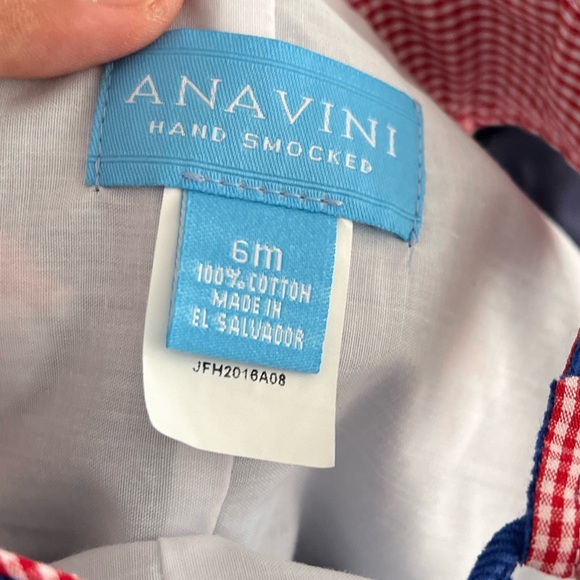 ANAVINI
HAND SMOCKED
6m
100% COTTON
MADE IN
EL SALVADOR
JFH2016A08